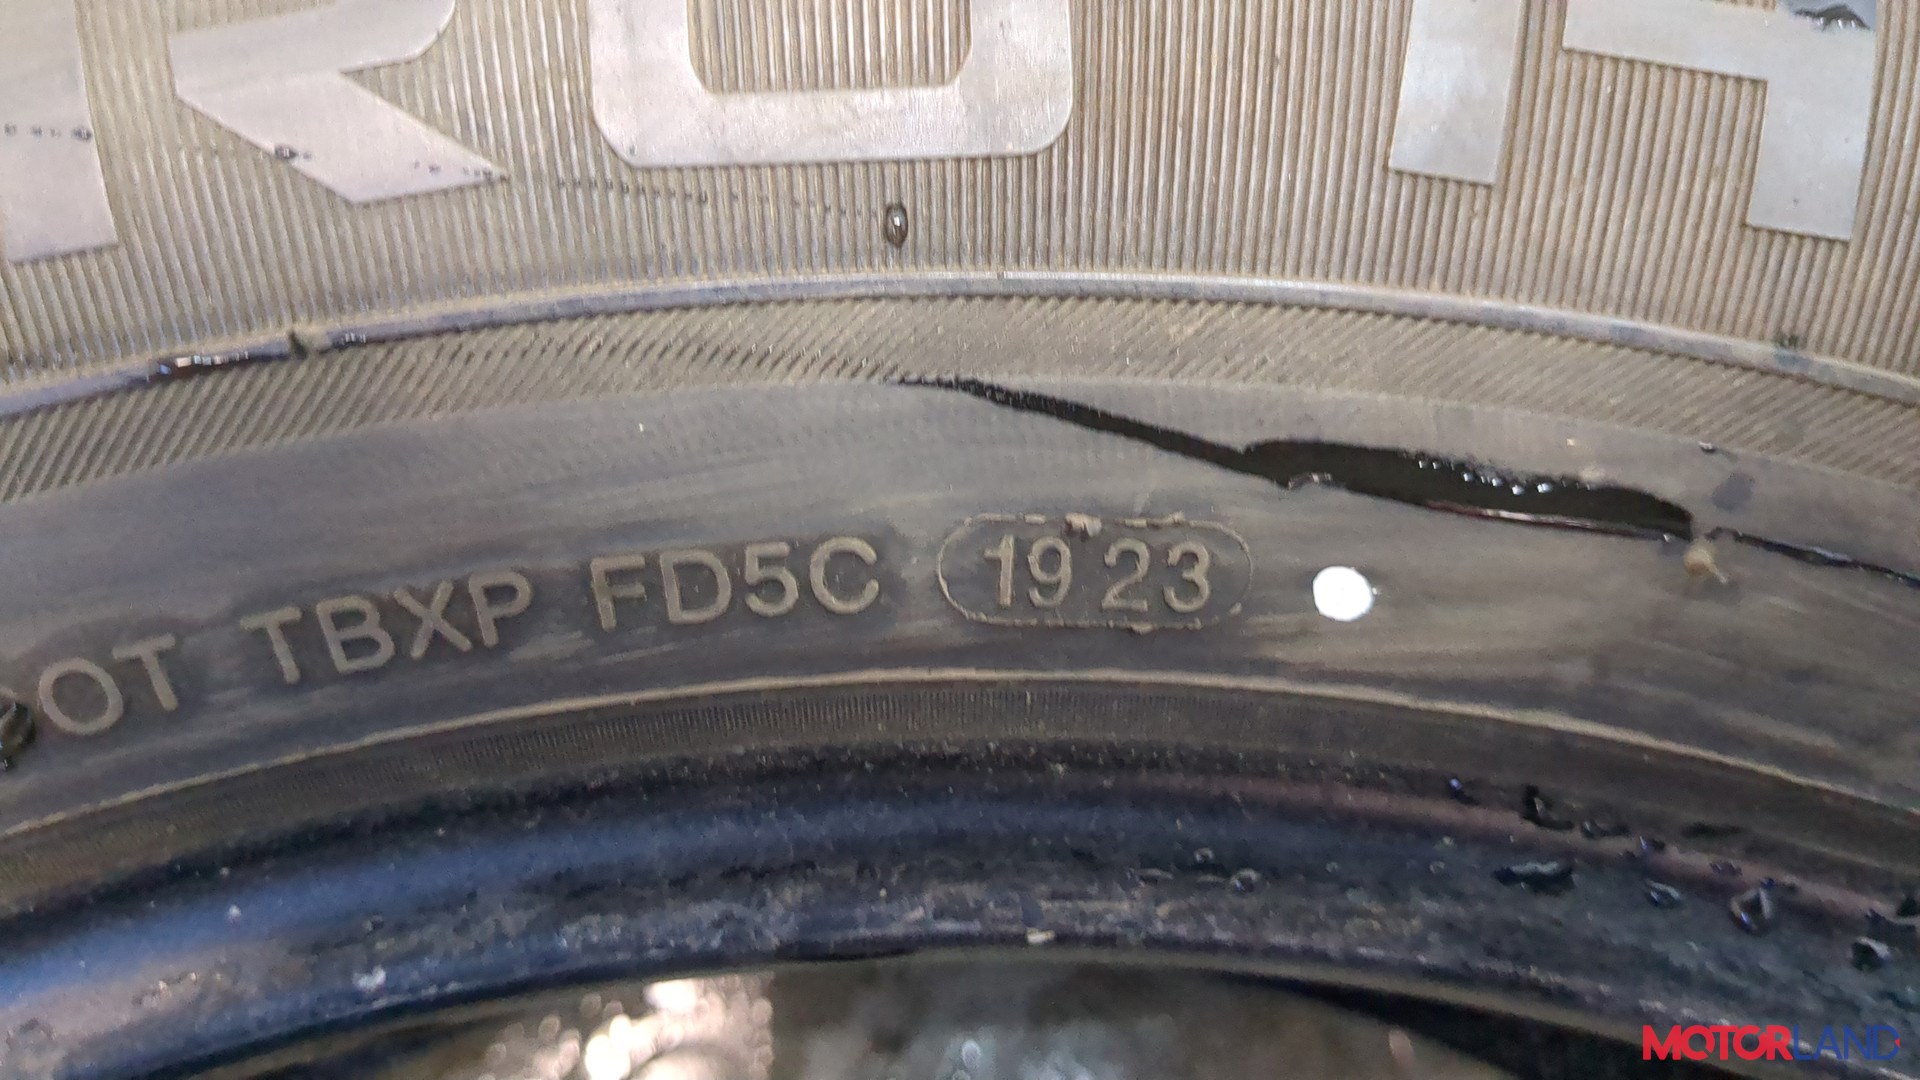 DOT TBXP FD5C 1923
MOTORLAND